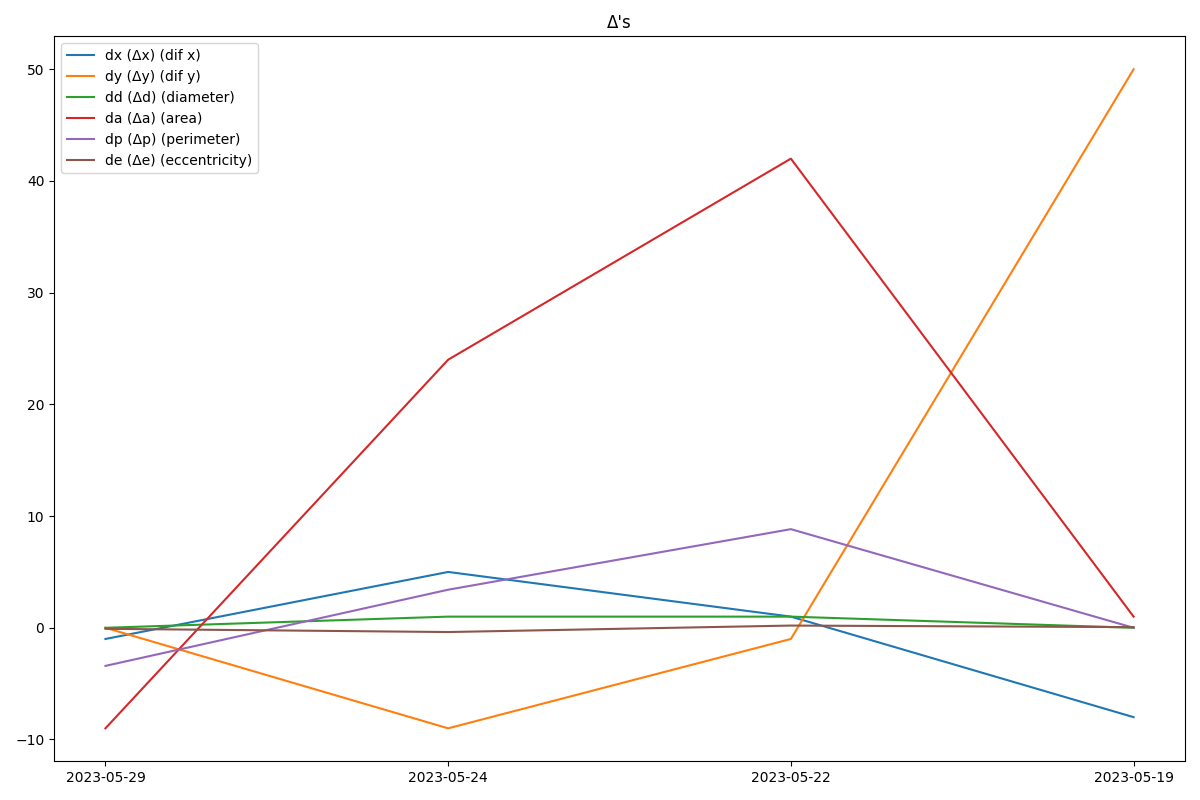 Δ's
dx (Δx) (dif x)
dy (Δy) (dif y)
dd (Δd) (diameter)
da (Δa) (area)
dp (Δp) (perimeter)
de (Δe) (eccentricity)
50
40
30
20
10
0
−10
2023-05-29
2023-05-24
2023-05-22
2023-05-19